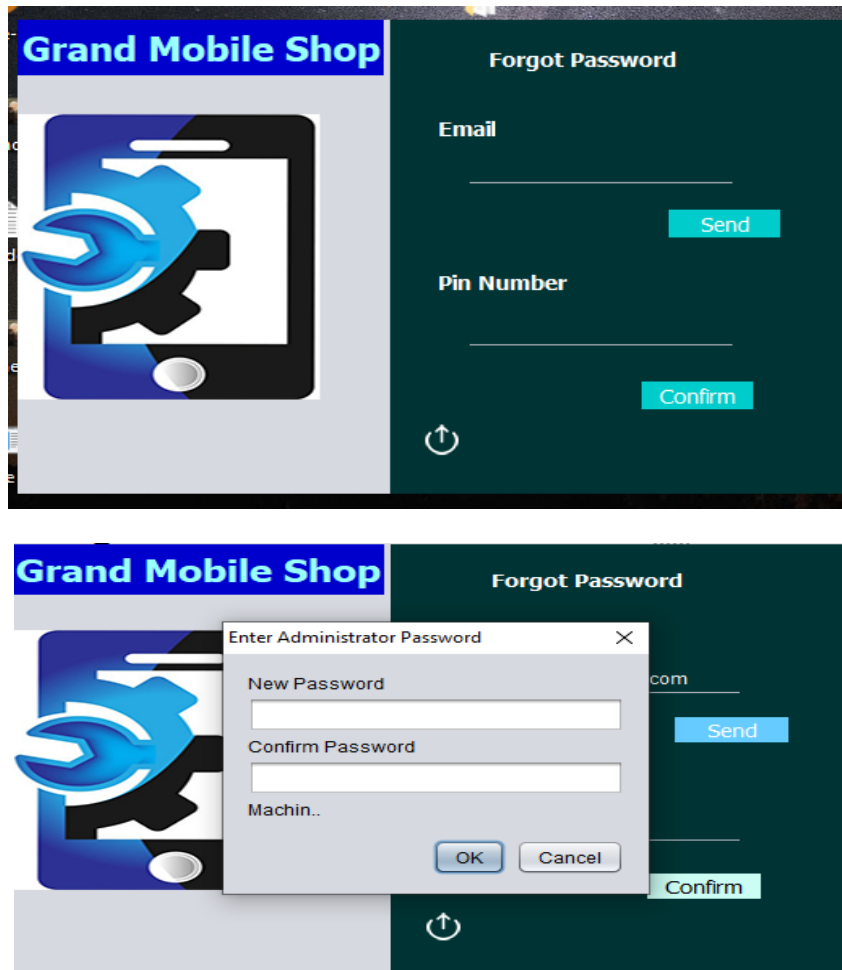 Grand Mobile Shop
Forgot Password
Email
Send
Pin Number
Confirm
Grand Mobile Shop
Forgot Password
Enter Administrator Password
New Password
Confirm Password
Machin..
OK Cancel
com
Send
Confirm